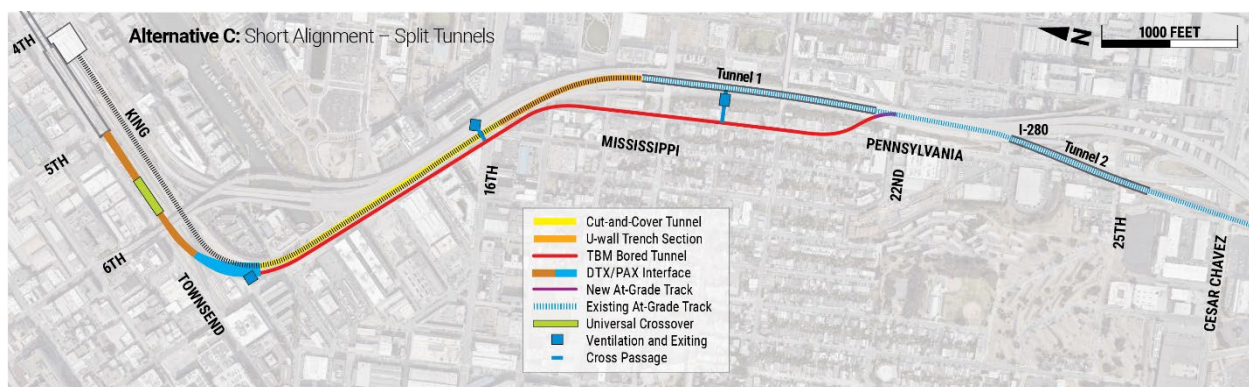 Alternative C: Short Alignment – Split Tunnels
N
1000 FEET
4TH
KING
5TH
6TH
TOWNSEND
16TH
Tunnel 1
MISSISSIPPI
PENNSYLVANIA
22ND
I-280
Tunnel 2
25TH
CESAR CHAVEZ
Cut-and-Cover Tunnel
U-wall Trench Section
TBM Bored Tunnel
DTX/PAX Interface
New At-Grade Track
Existing At-Grade Track
Universal Crossover
Ventilation and Exiting
Cross Passage